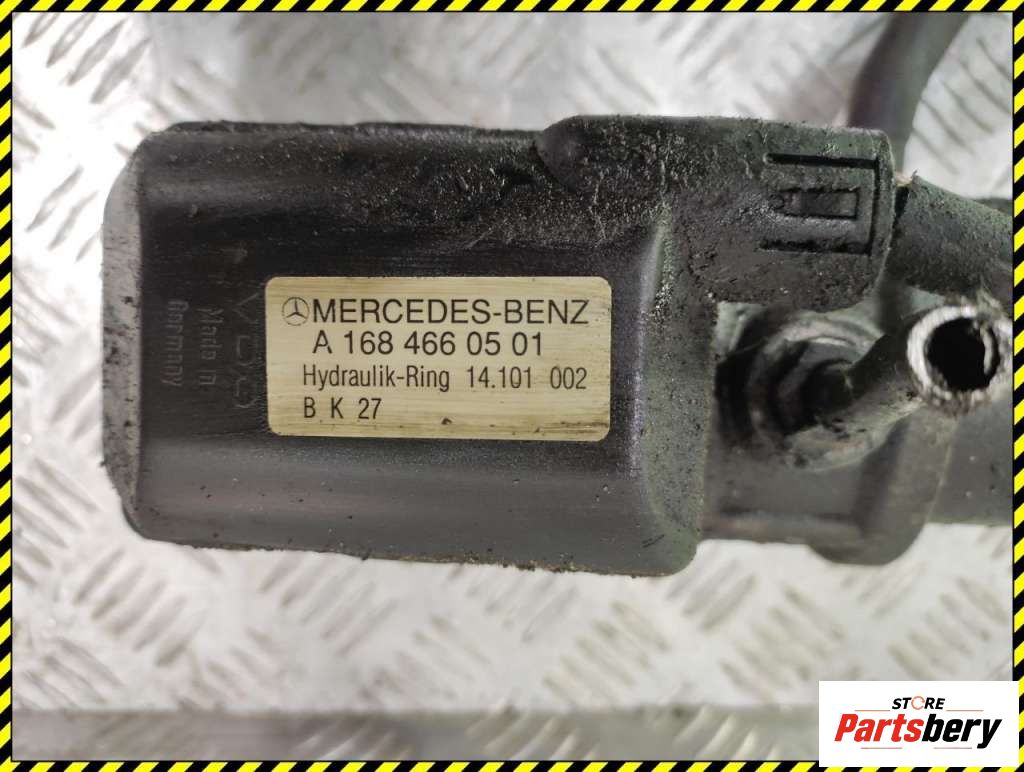 MERCEDES-BENZ
A 168 466 05 01
Hydraulik-Ring 14.101 002
B K 27
Made in
Germany
STORE
Partsbery